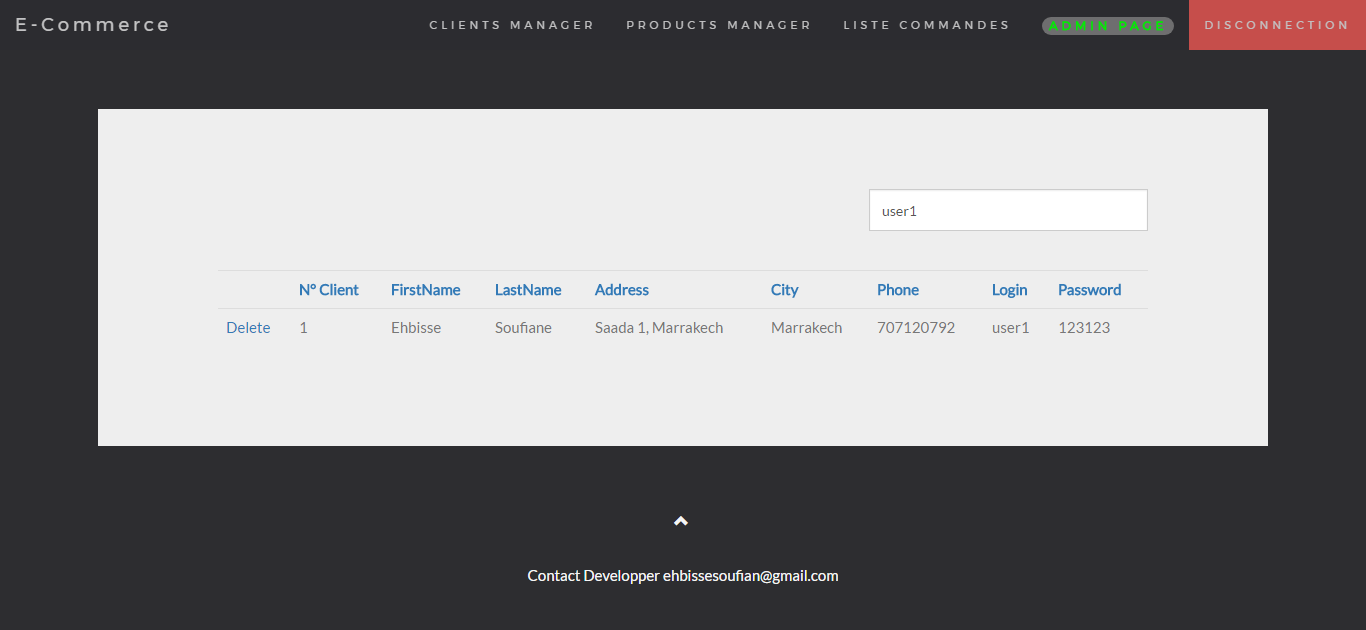 E-Commerce CLIENTS MANAGER PRODUCTS MANAGER LISTE COMMANDES ADMIN PAGE DISCONNECTION
user1
N° Client FirstName LastName Address City Phone Login Password
Delete 1 Ehbisse Soufiane Saada 1, Marrakech Marrakech 707120792 user1 123123
Contact Developper ehbissesoufian@gmail.com